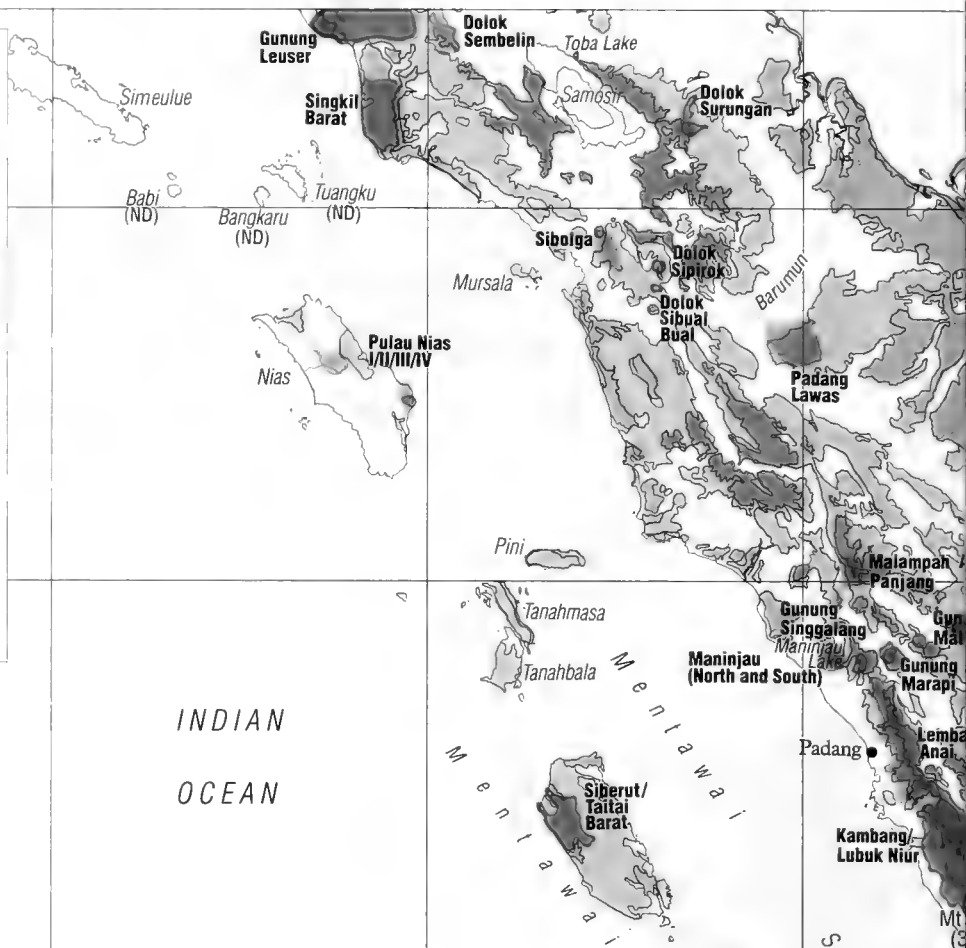 Gunung
Leuser
Dolok
Sembelin
Toba Lake
Simeulue
Singkil
Barat
Samosir
Dolok
Surungan
Babi
(ND)
Bangkaru
(ND)
Tuangku
(ND)
Sibolga
Dolok
Sipirok
Mursala
Barumun
Dolok
Sibual
Bual
Pulau Nias
I/II/III/IV
Nias
Padang
Lawas
Pini
Malampah
Panjang
Tanahmasa
Gunung
Singgalang
Maninjau
Lake
Maninjau
(North and South)
Gunung
Marapi
Tanahbala
Mentawai
INDIAN
OCEAN
Padang
Anai
Mentawai
Siberut/
Taitai
Barat
Kambang/
Lubuk Niur
Mt